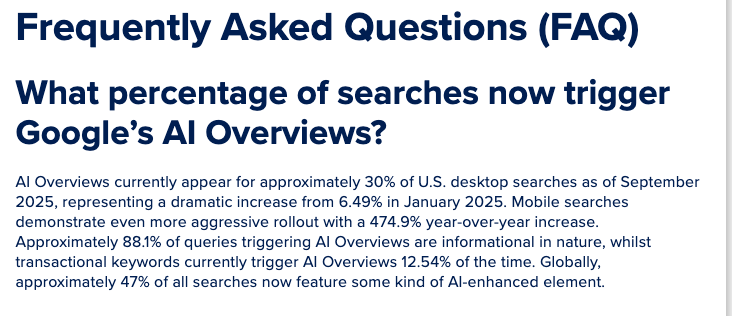 Frequently Asked Questions (FAQ)
What percentage of searches now trigger
Google’s AI Overviews?
AI Overviews currently appear for approximately 30% of U.S. desktop searches as of September
2025, representing a dramatic increase from 6.49% in January 2025. Mobile searches
demonstrate even more aggressive rollout with a 474.9% year-over-year increase.
Approximately 88.1% of queries triggering AI Overviews are informational in nature, whilst
transactional keywords currently trigger AI Overviews 12.54% of the time. Globally,
approximately 47% of all searches now feature some kind of AI-enhanced element.